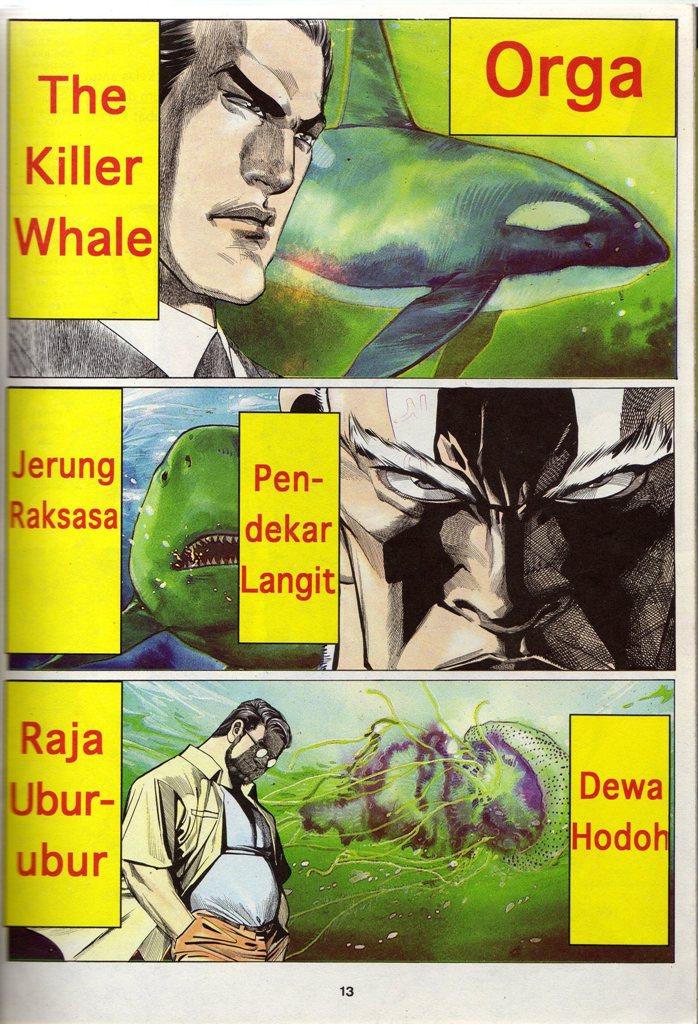 The
Killer
Whale
Orga
Jerung
Raksasa
Pen-
dekar
Langit
Raja
Ubur-
ubur
Dewa
Hodoh
13